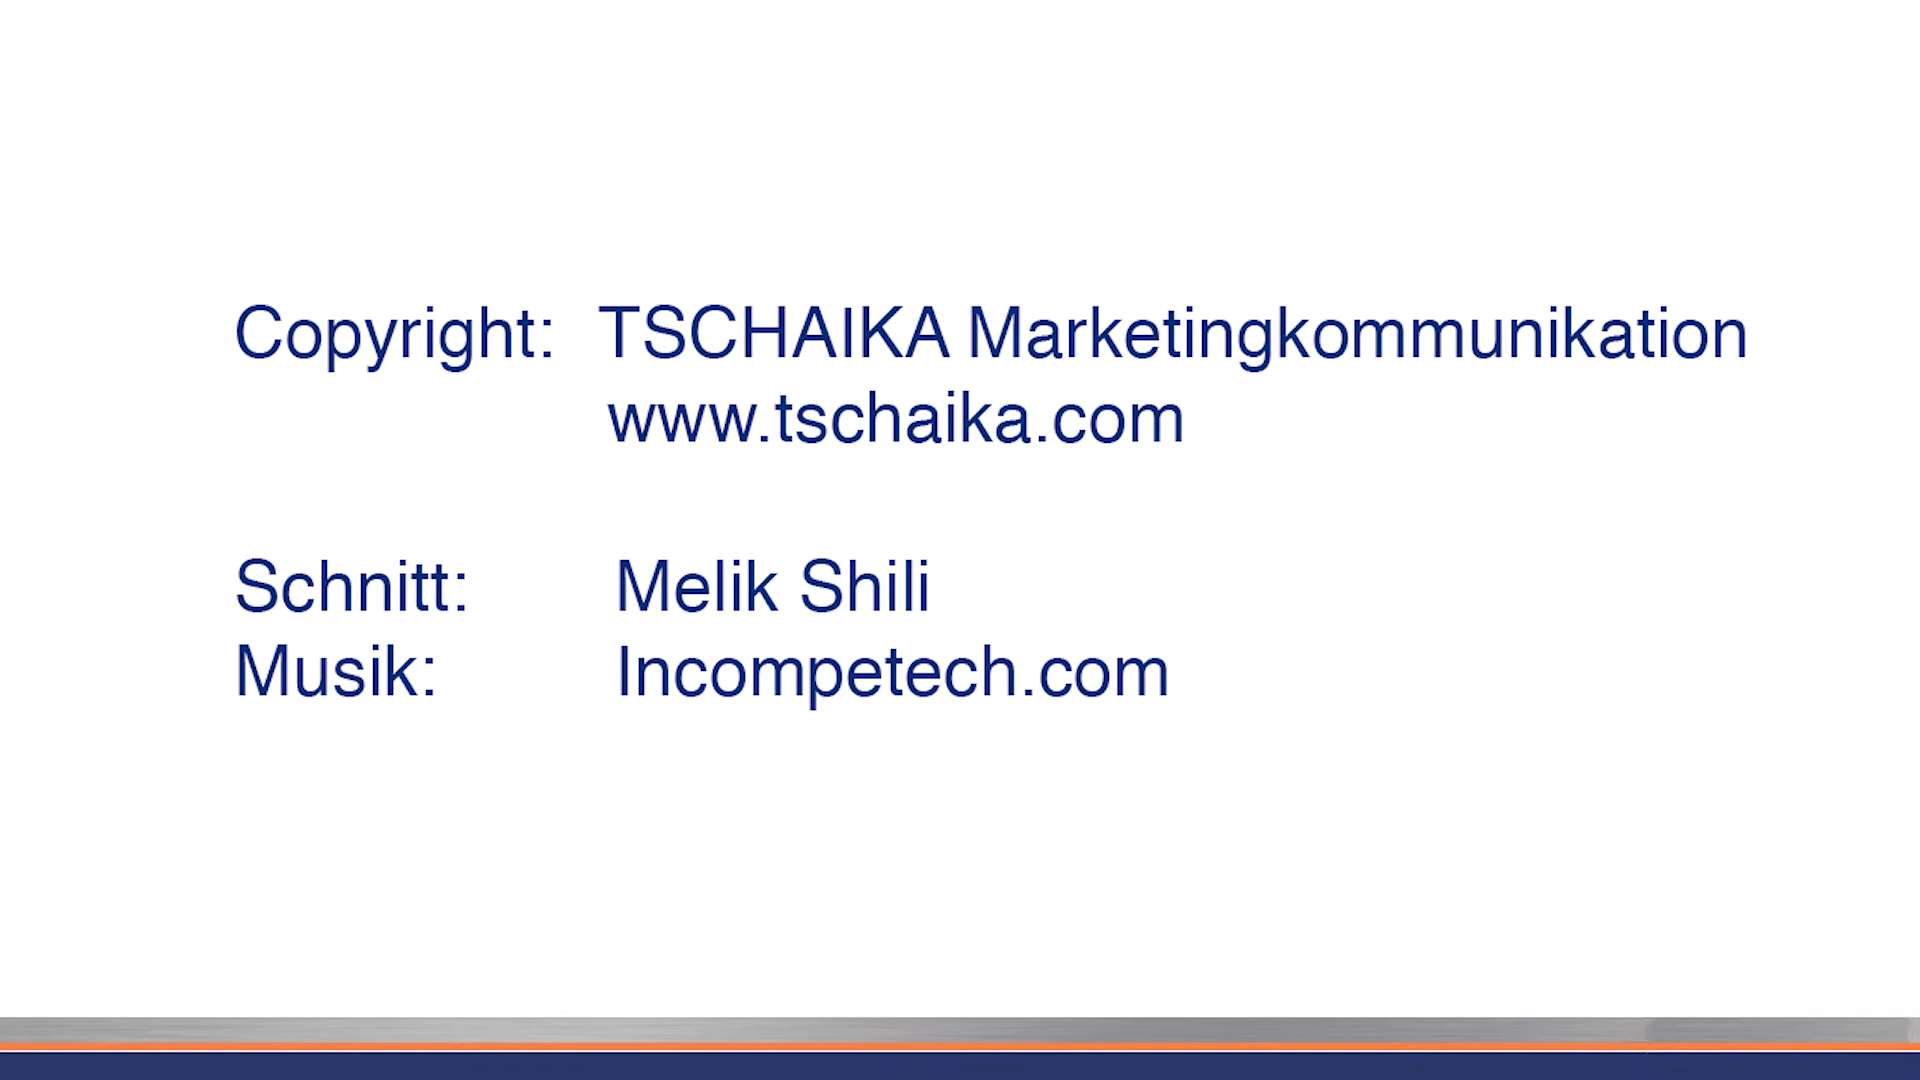 Copyright: TSCHAIKA Marketingkommunikation
www.tschaika.com
Schnitt: Melik Shili
Musik: Incompetech.com